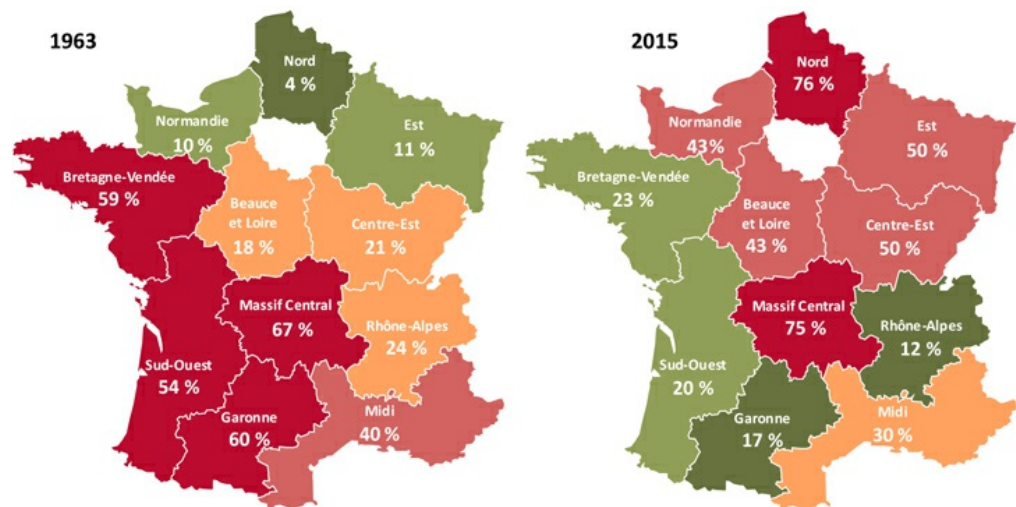 1963
Nord
4 %
Normandie
10 %
Est
11 %
Bretagne-Vendée
59 %
Beauce
et Loire
18 %
Centre-Est
21 %
Massif Central
67 %
Rhône-Alpes
24 %
Sud-Ouest
54 %
Garonne
60 %
Midi
40 %
2015
Nord
76 %
Normandie
43 %
Est
50 %
Bretagne-Vendée
23 %
Beauce
et Loire
43 %
Centre-Est
50 %
Massif Central
75 %
Rhône-Alpes
12 %
Sud-Ouest
20 %
Garonne
17 %
Midi
30 %